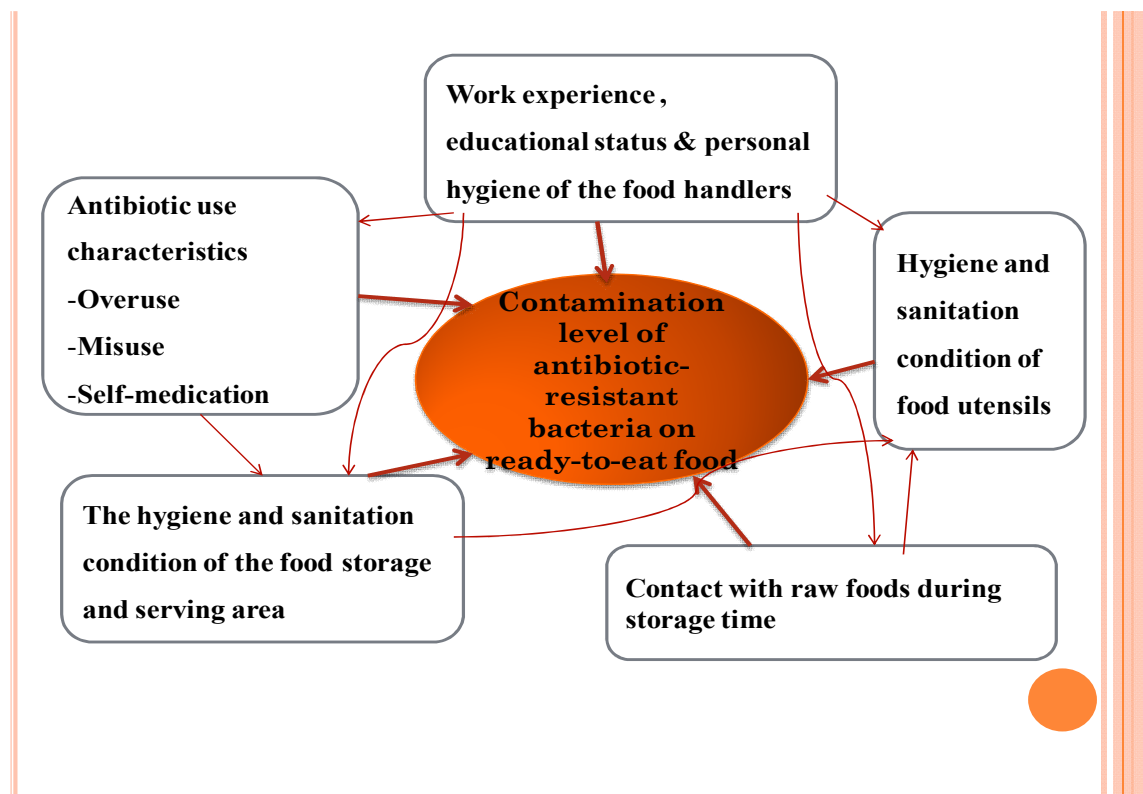 Work experience ,
educational status & personal
hygiene of the food handlers
Antibiotic use
characteristics
-Overuse
-Misuse
-Self-medication
Hygiene and
sanitation
condition of
food utensils
Contamination
level of
antibiotic-
resistant
bacteria on
ready-to-eat food
The hygiene and sanitation
condition of the food storage
and serving area
Contact with raw foods during
storage time